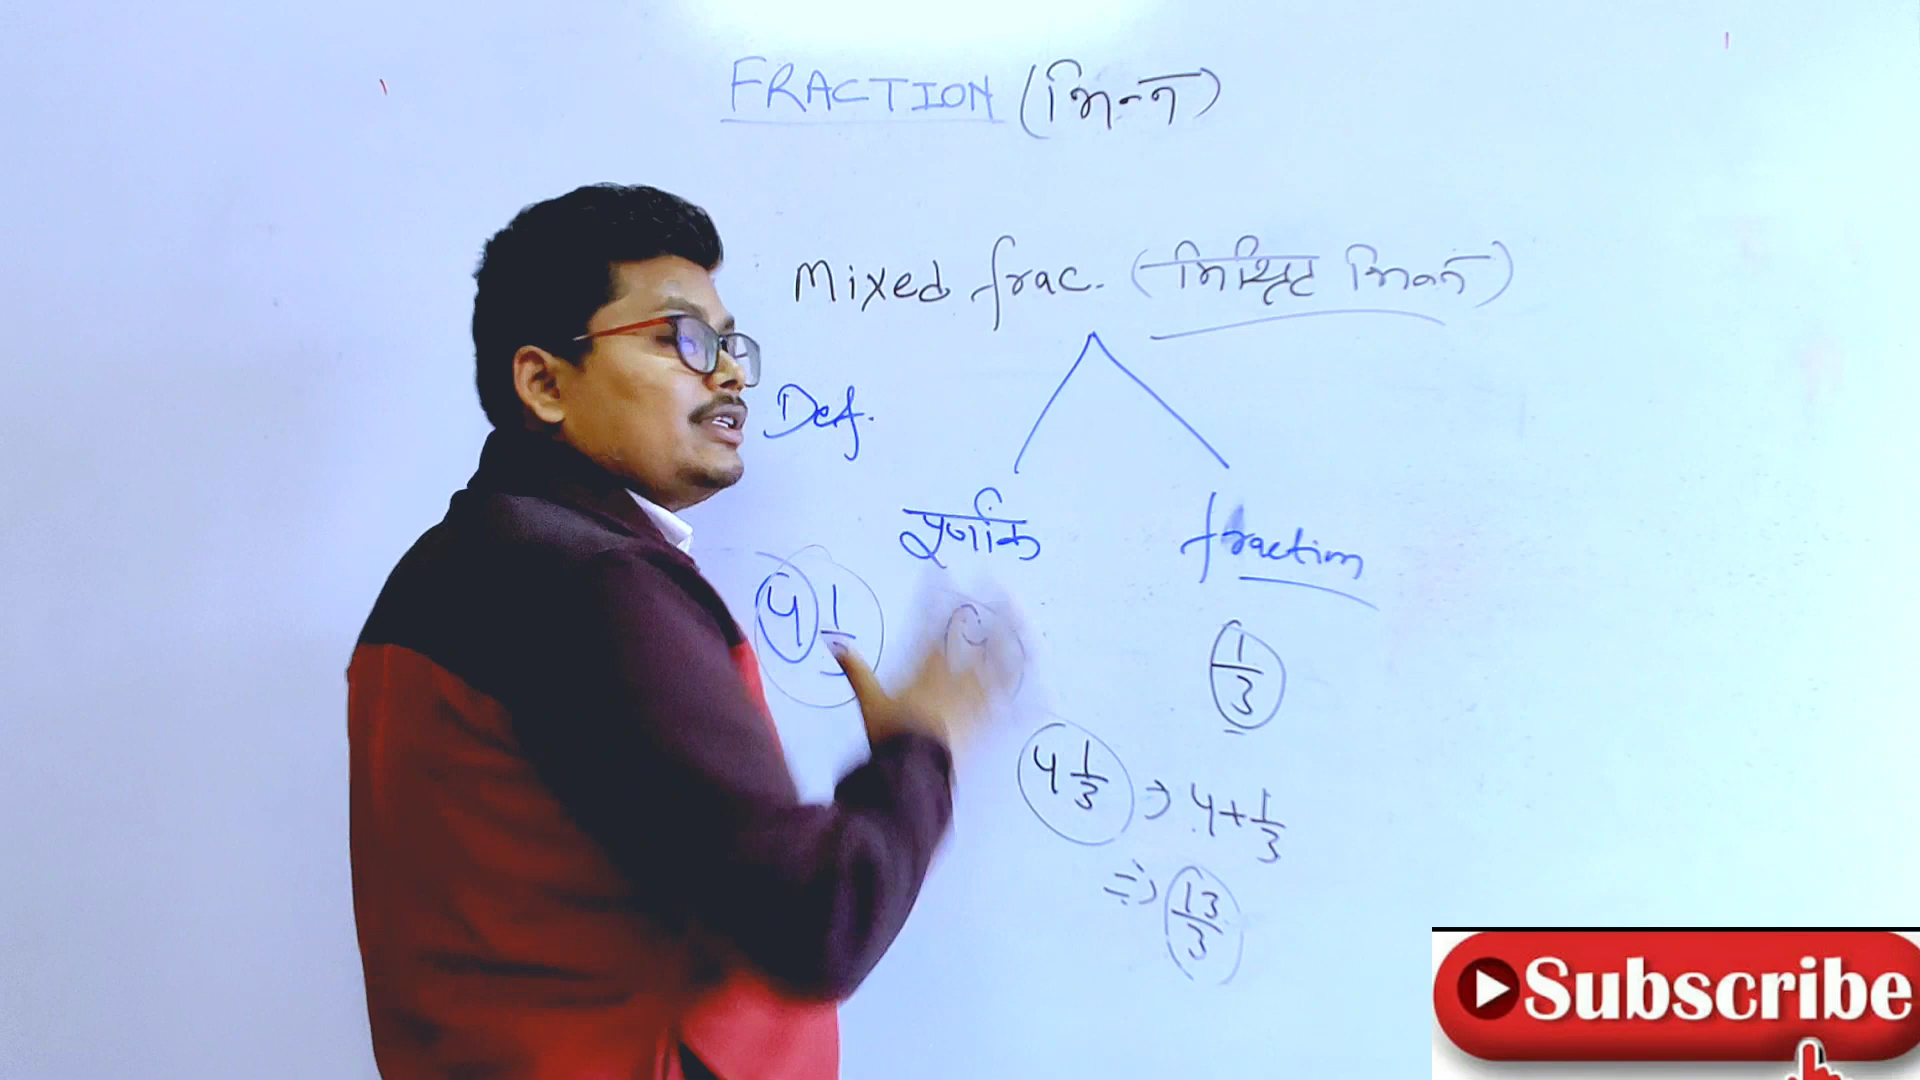 FRACTION (भिन्न)
Mixed frac. (मिश्रित भिन्न)
Def.
पूर्णांक fraction
4 1/3 4 1/3
4 1/3 ⇒ 4 + 1/3
⇒ 13/3
Subscribe